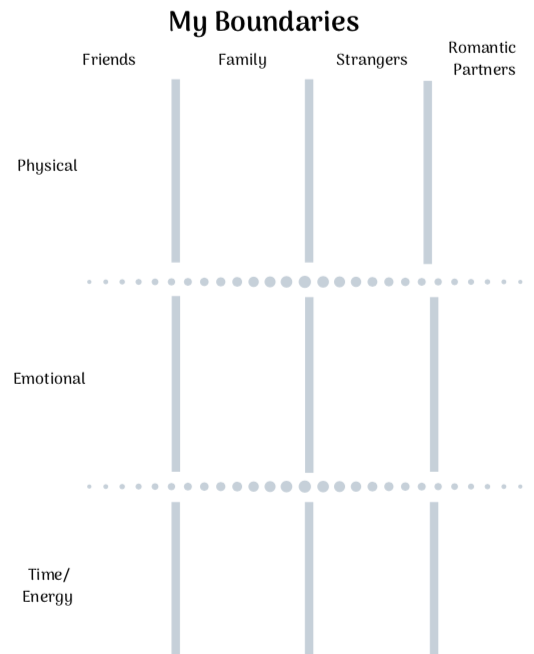 My Boundaries
Friends
Family
Strangers
Romantic
Partners
Physical
Emotional
Time/
Energy